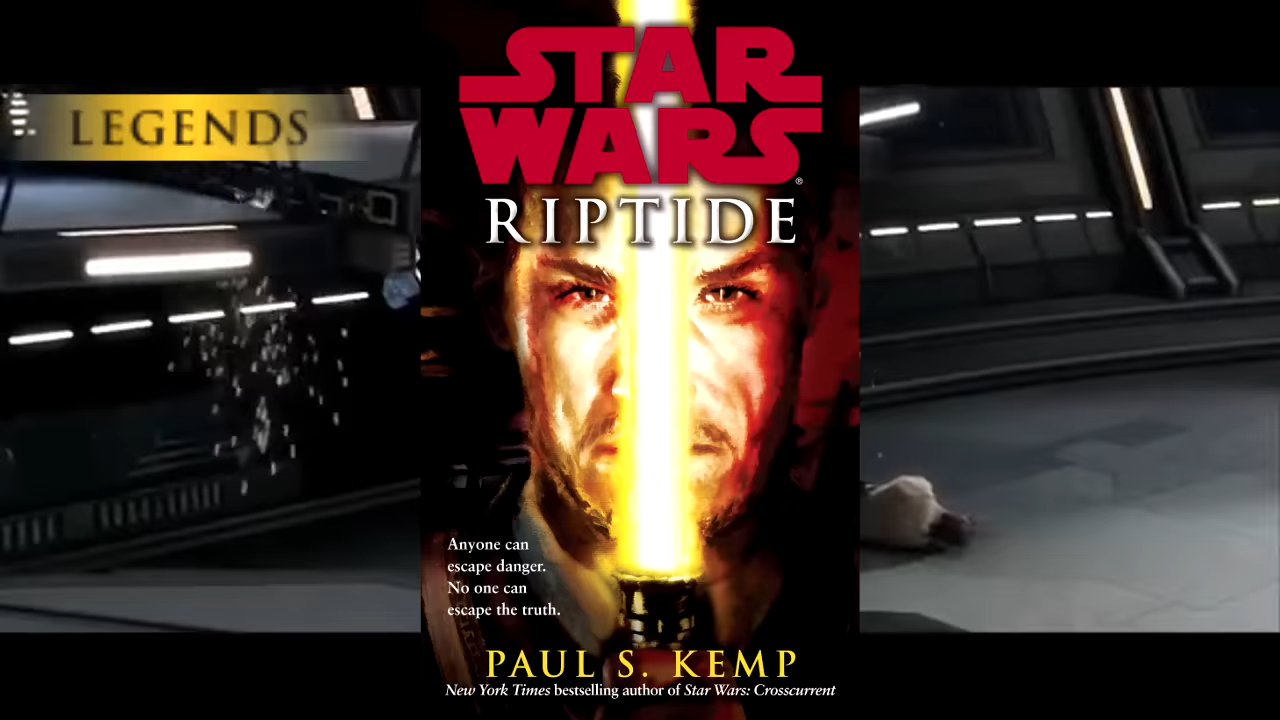 LEGENDS
STAR
WARS®
RIPTIDE
Anyone can
escape danger.
No one can
escape the truth.
PAUL S. KEMP
New York Times bestselling author of Star Wars: Crosscurrent